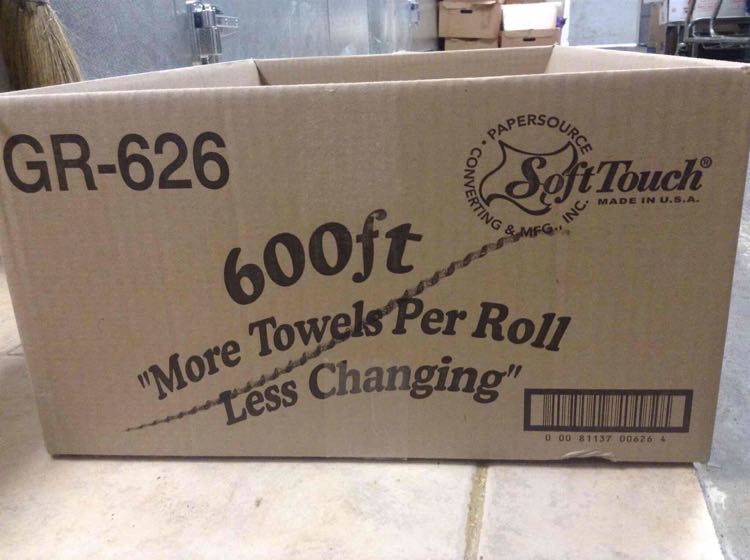 GR-626
PAPERSOURCE
CONVERTING & MFG., INC.
Soft Touch®
MADE IN U.S.A.
600ft
"More Towels Per Roll
Less Changing"
0 00 81137 00626 4